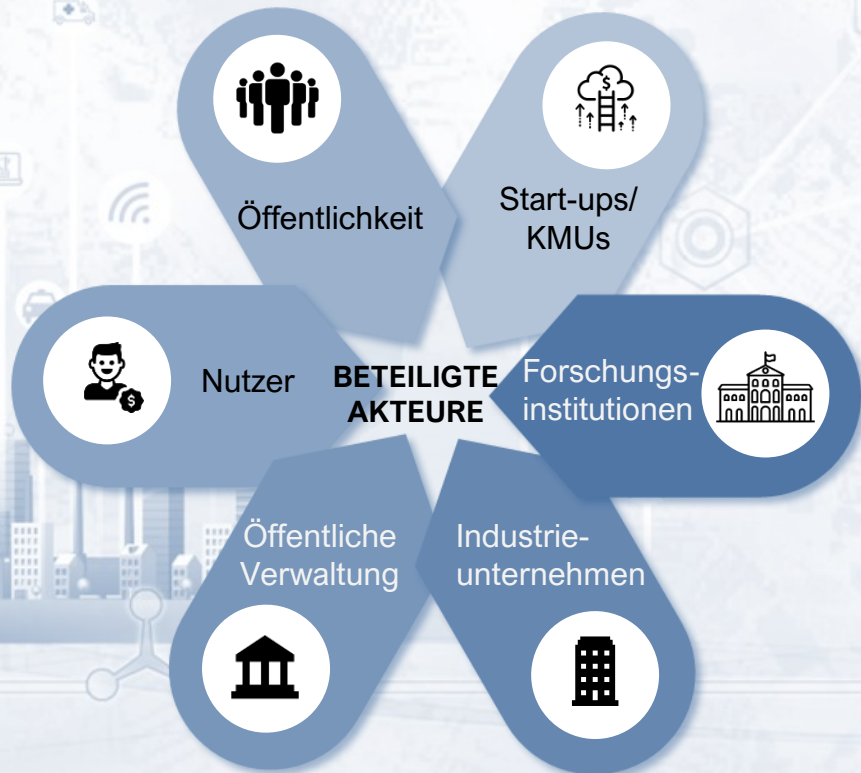 Öffentlichkeit
Start-ups/
KMUs
Nutzer
BETEILIGTE
AKTEURE
Forschungs-
institutionen
Öffentliche
Verwaltung
Industrie-
unternehmen
$
$